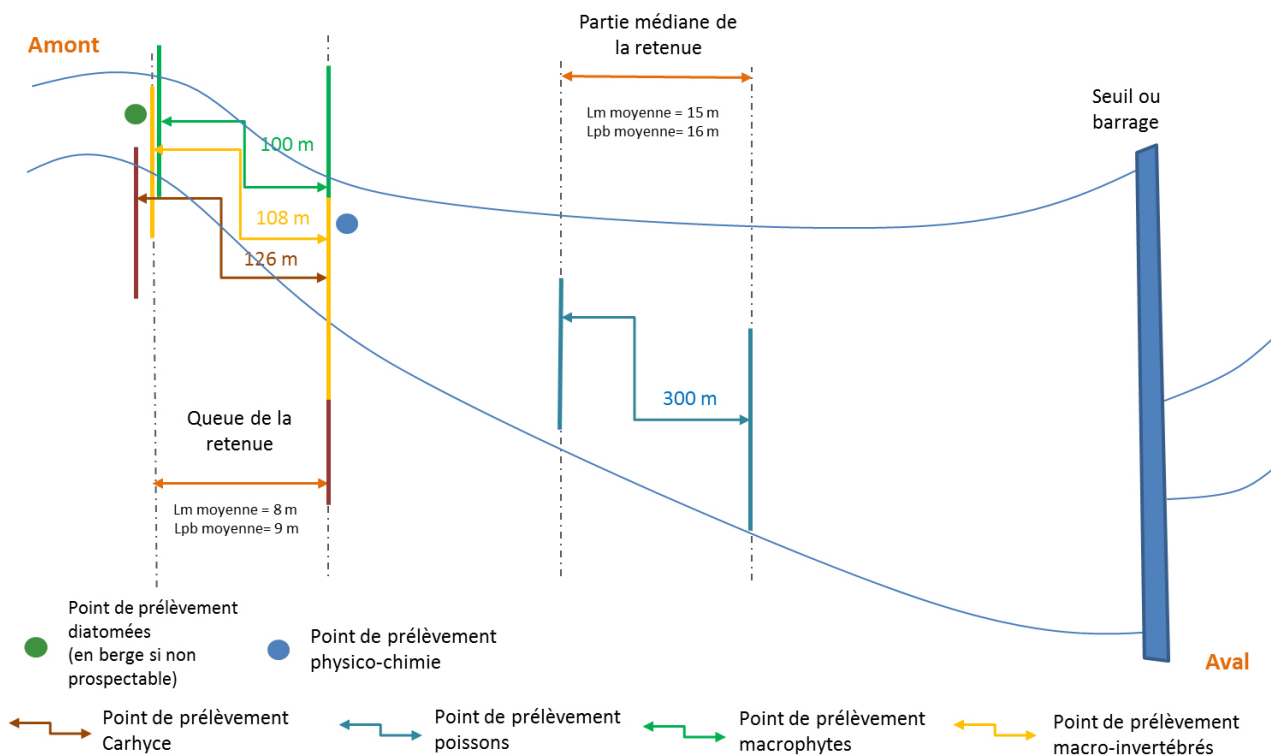 Amont
Partie médiane de
la retenue
Lm moyenne = 15 m
Lpb moyenne= 16 m
Seuil ou
barrage
100 m
108 m
126 m
300 m
Queue de la
retenue
Lm moyenne = 8 m
Lpb moyenne= 9 m
Point de prélèvement
diatomées
(en berge si non
prospectable)
Point de prélèvement
physico-chimie
Aval
Point de prélèvement
Carhyce
Point de prélèvement
poissons
Point de prélèvement
macrophytes
Point de prélèvement
macro-invertébrés